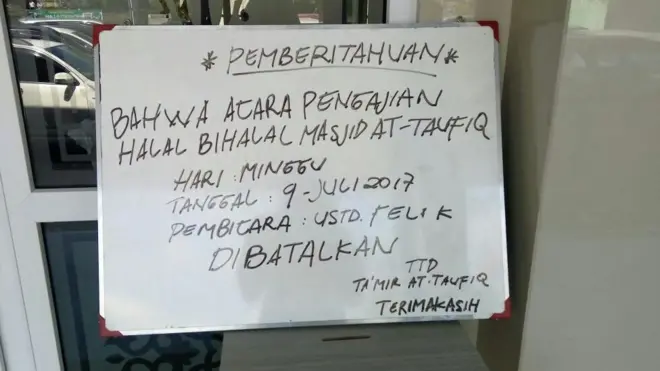 * PEMBERITAHUAN *
BAHWA ACARA PENGAJIAN
HALAL BIHALAL MASJID AT-TAUFIQ
HARI : MINGGU
TANGGAL : 9 - JULI 2017
PEMBICARA : USTD. FELIK
DIBATALKAN
TTD
TA'MIR AT-TAUFIQ
TERIMAKASIH